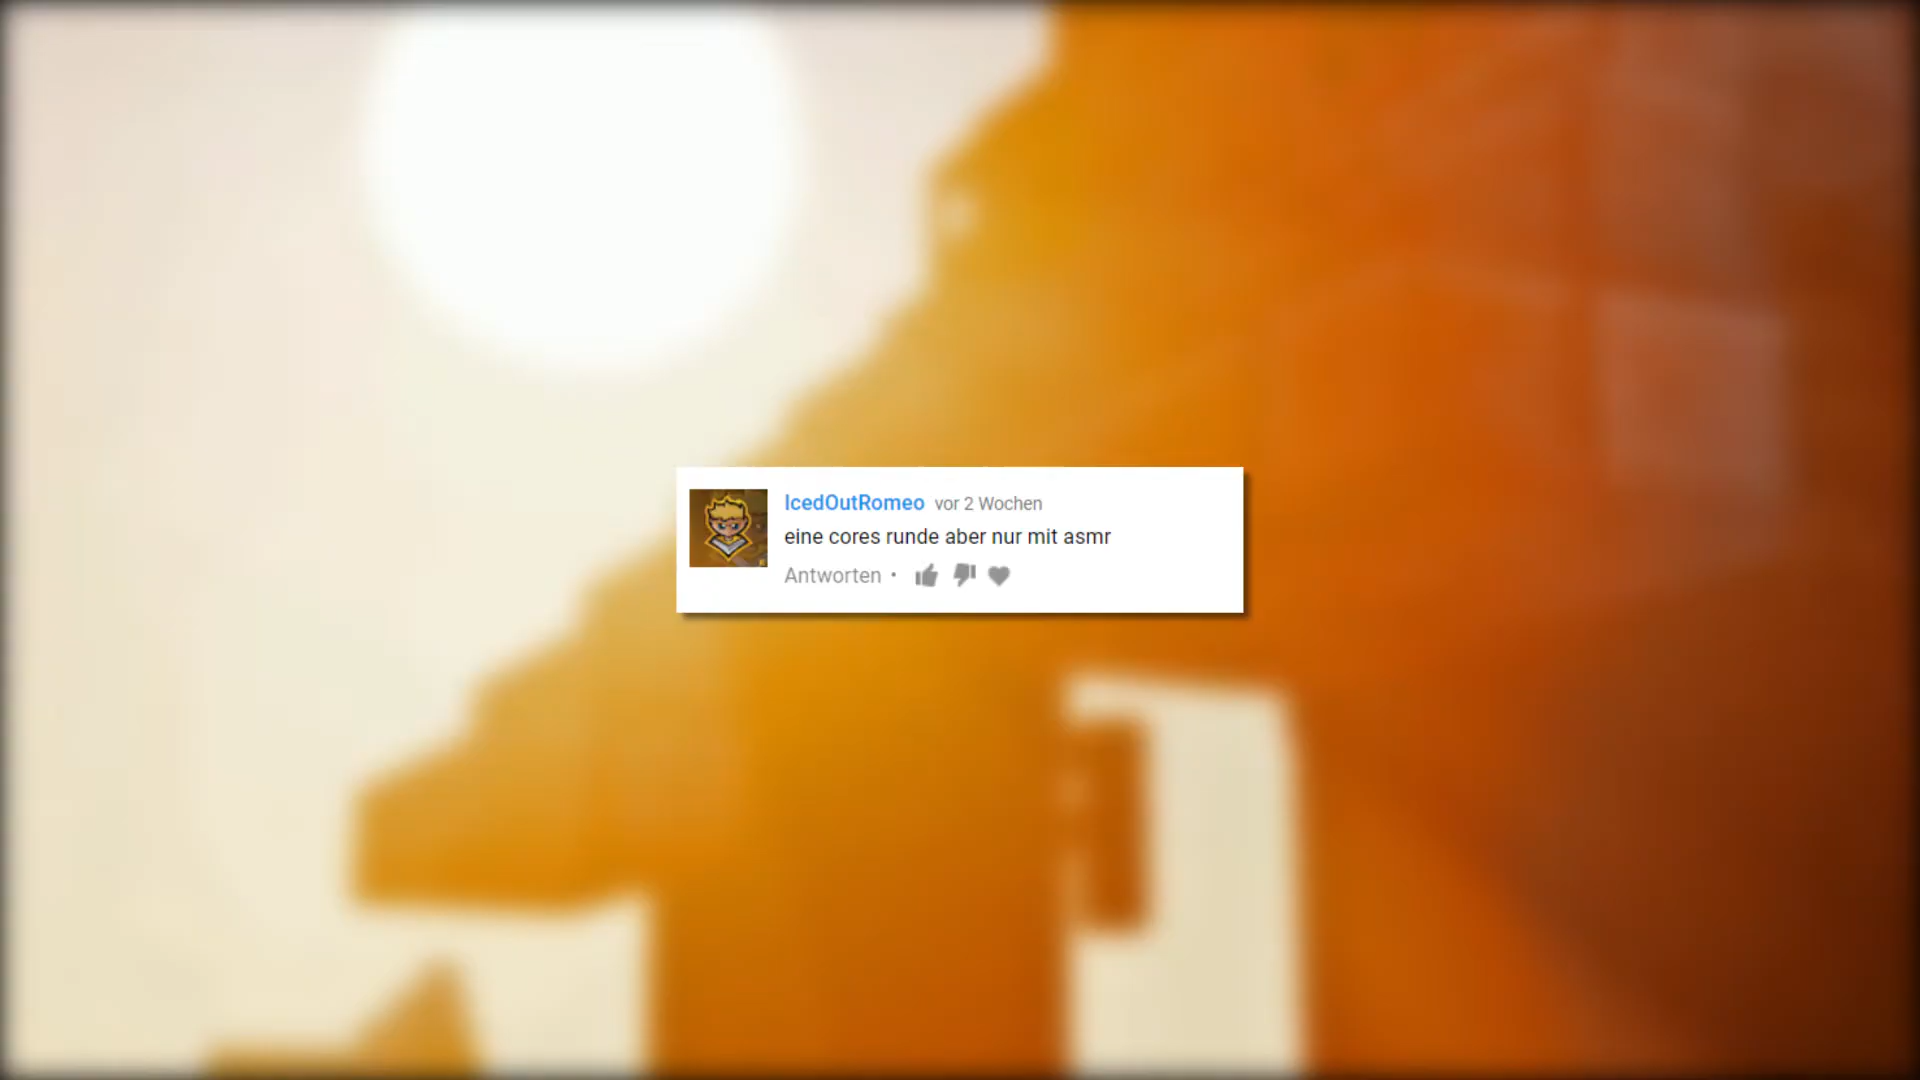 IcedOutRomeo vor 2 Wochen
eine cores runde aber nur mit asmr
Antworten •